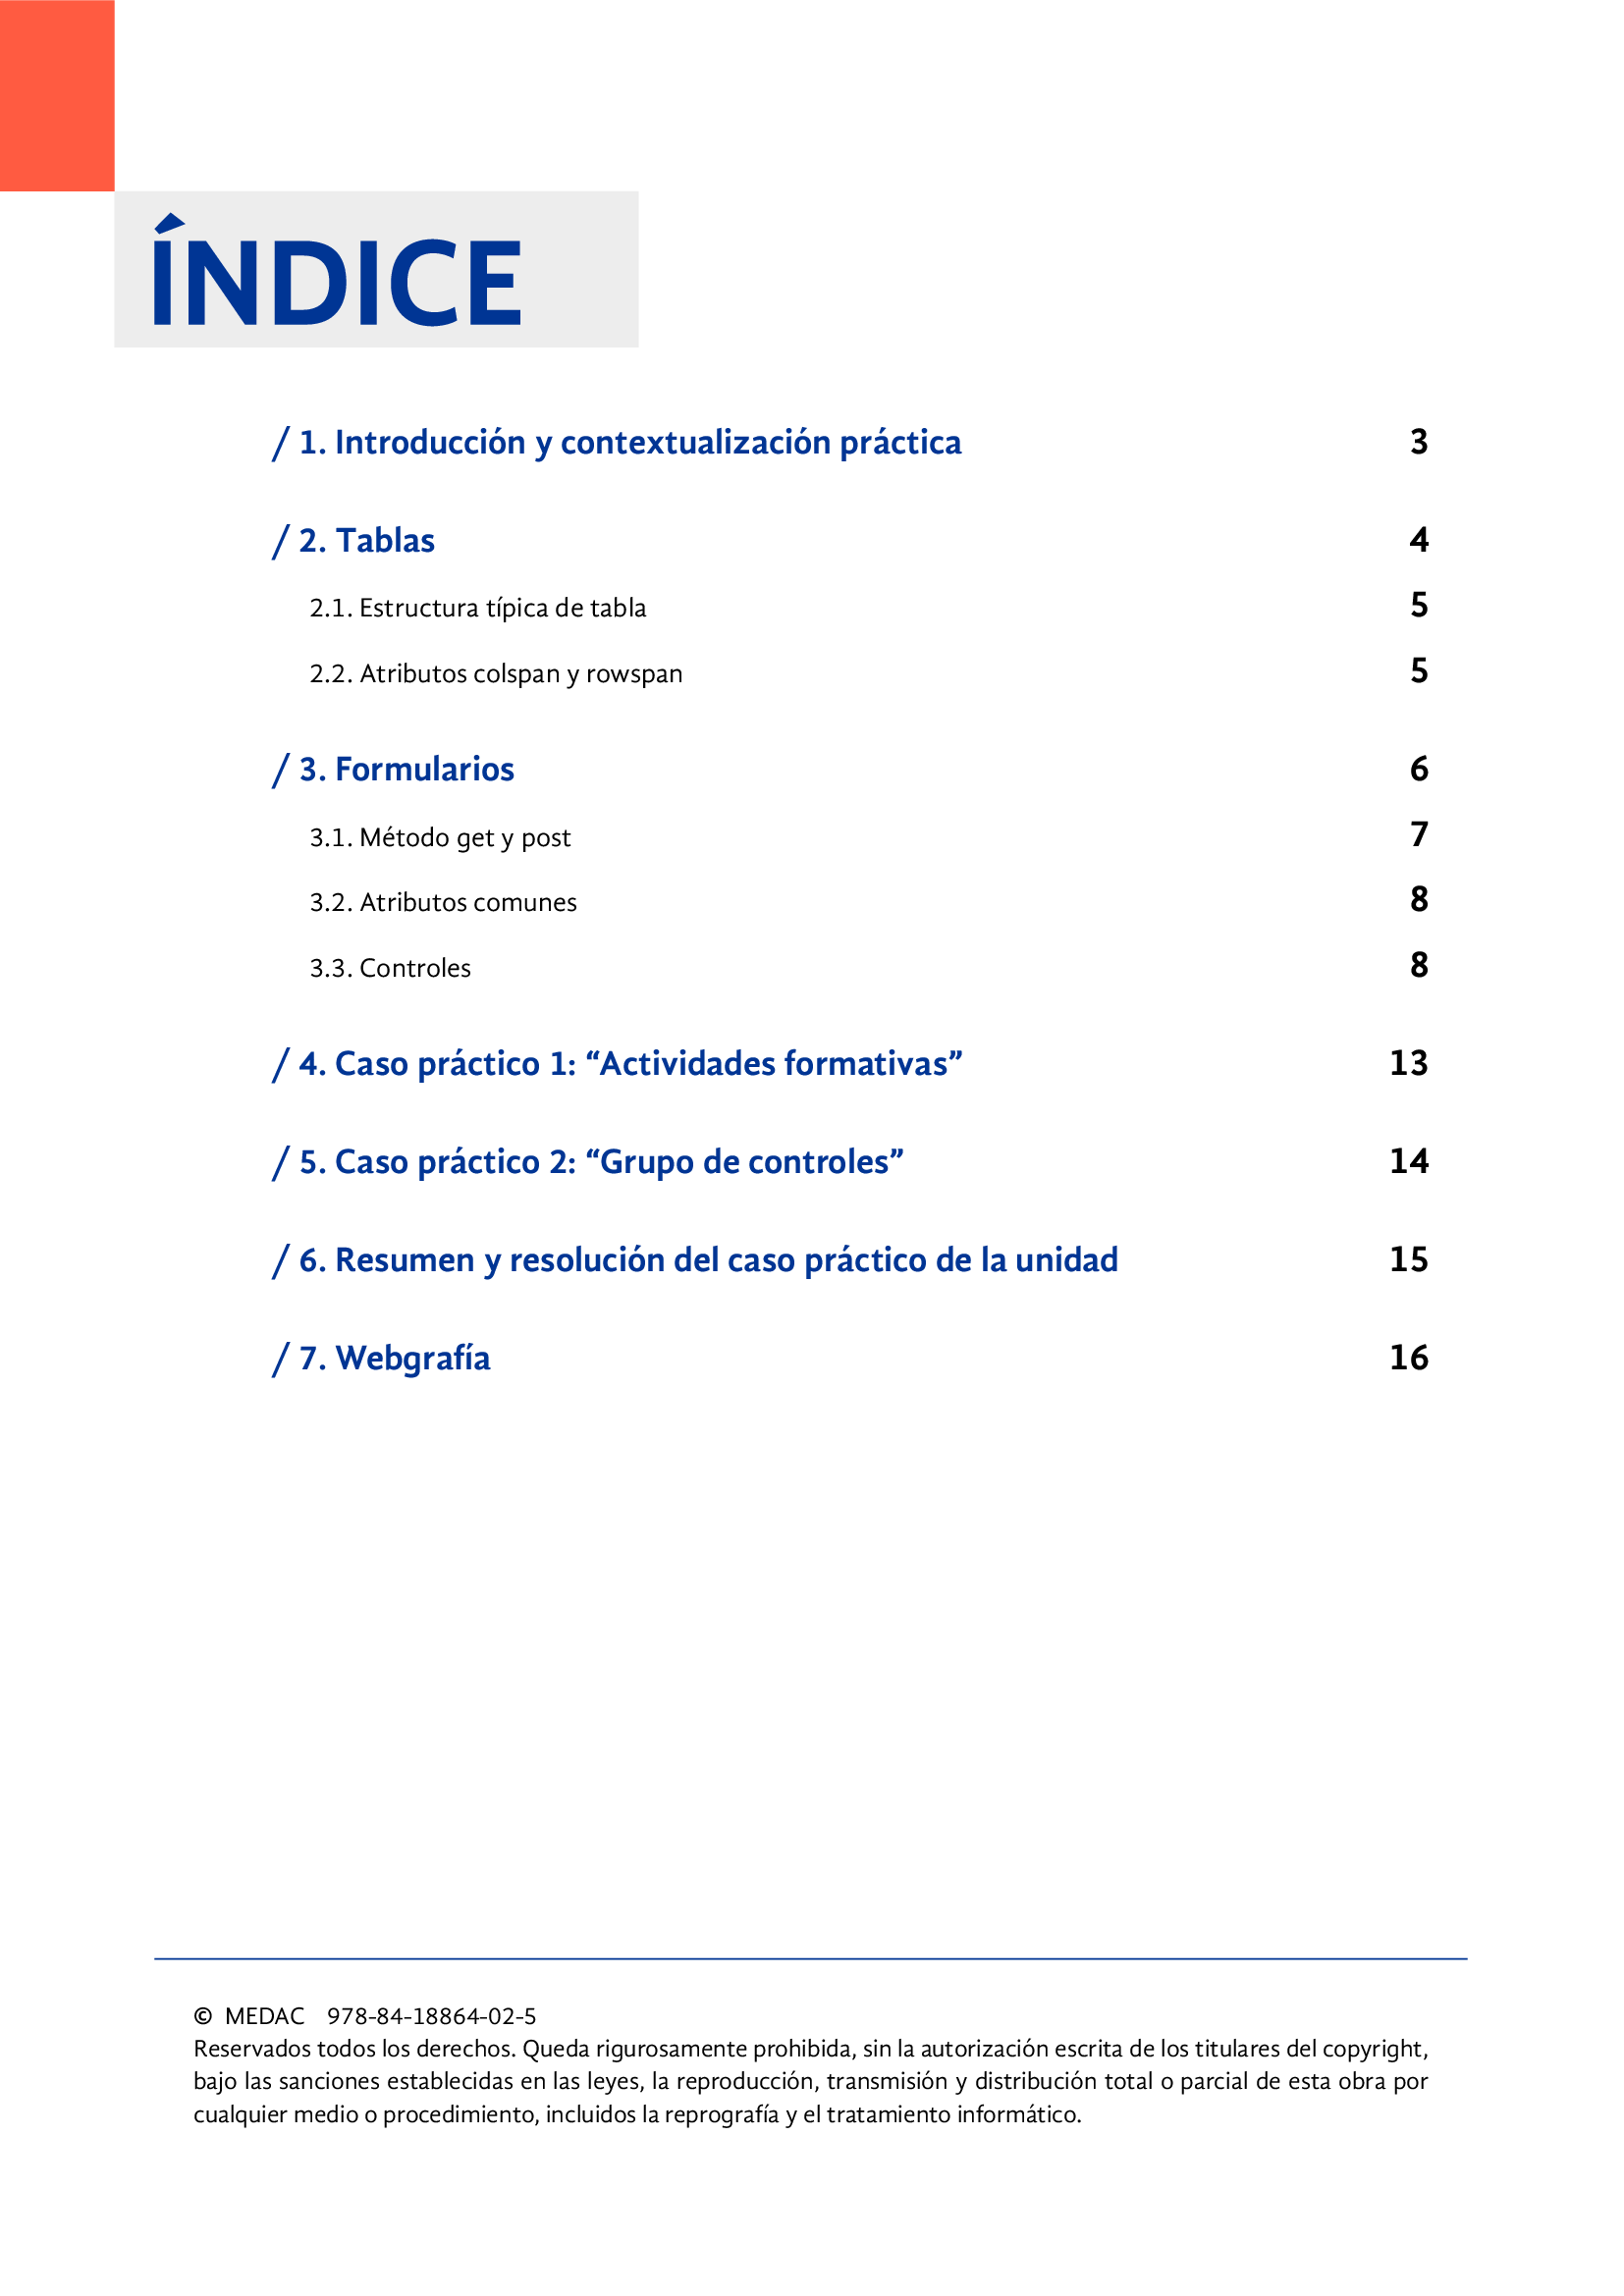 ÍNDICE
/ 1. Introducción y contextualización práctica 3
/ 2. Tablas 4
2.1. Estructura típica de tabla 5
2.2. Atributos colspan y rowspan 5
/ 3. Formularios 6
3.1. Método get y post 7
3.2. Atributos comunes 8
3.3. Controles 8
/ 4. Caso práctico 1: “Actividades formativas” 13
/ 5. Caso práctico 2: “Grupo de controles” 14
/ 6. Resumen y resolución del caso práctico de la unidad 15
/ 7. Webgrafía 16
© MEDAC 978-84-18864-02-5
Reservados todos los derechos. Queda rigurosamente prohibida, sin la autorización escrita de los titulares del copyright,
bajo las sanciones establecidas en las leyes, la reproducción, transmisión y distribución total o parcial de esta obra por
cualquier medio o procedimiento, incluidos la reprografía y el tratamiento informático.